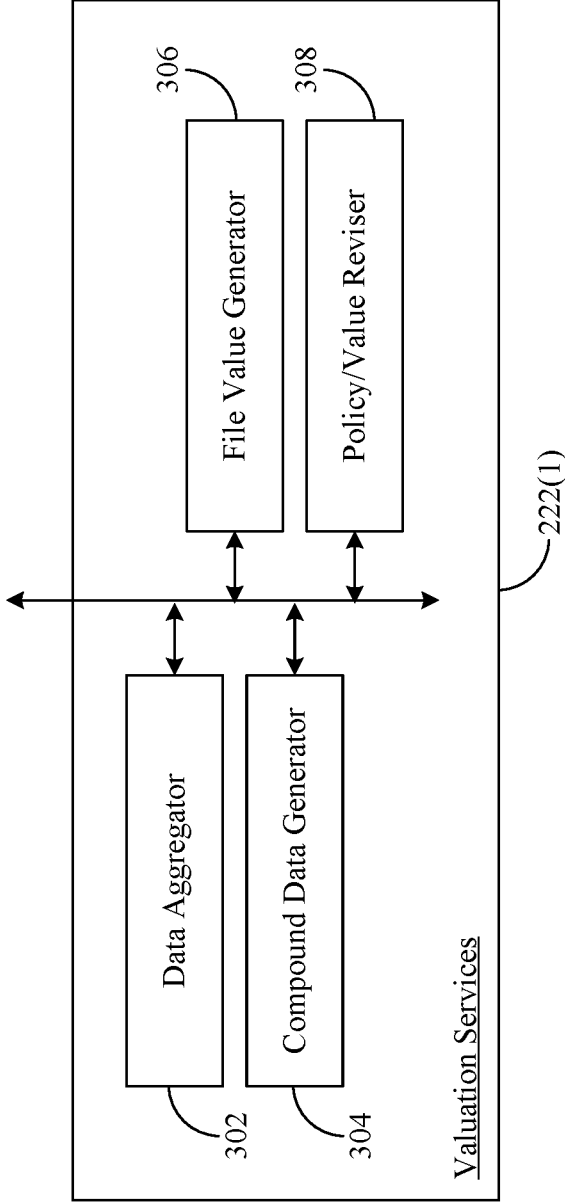 302
Data Aggregator
304
Compound Data Generator
File Value Generator
306
Policy/Value Reviser
308
Valuation Services
222(1)